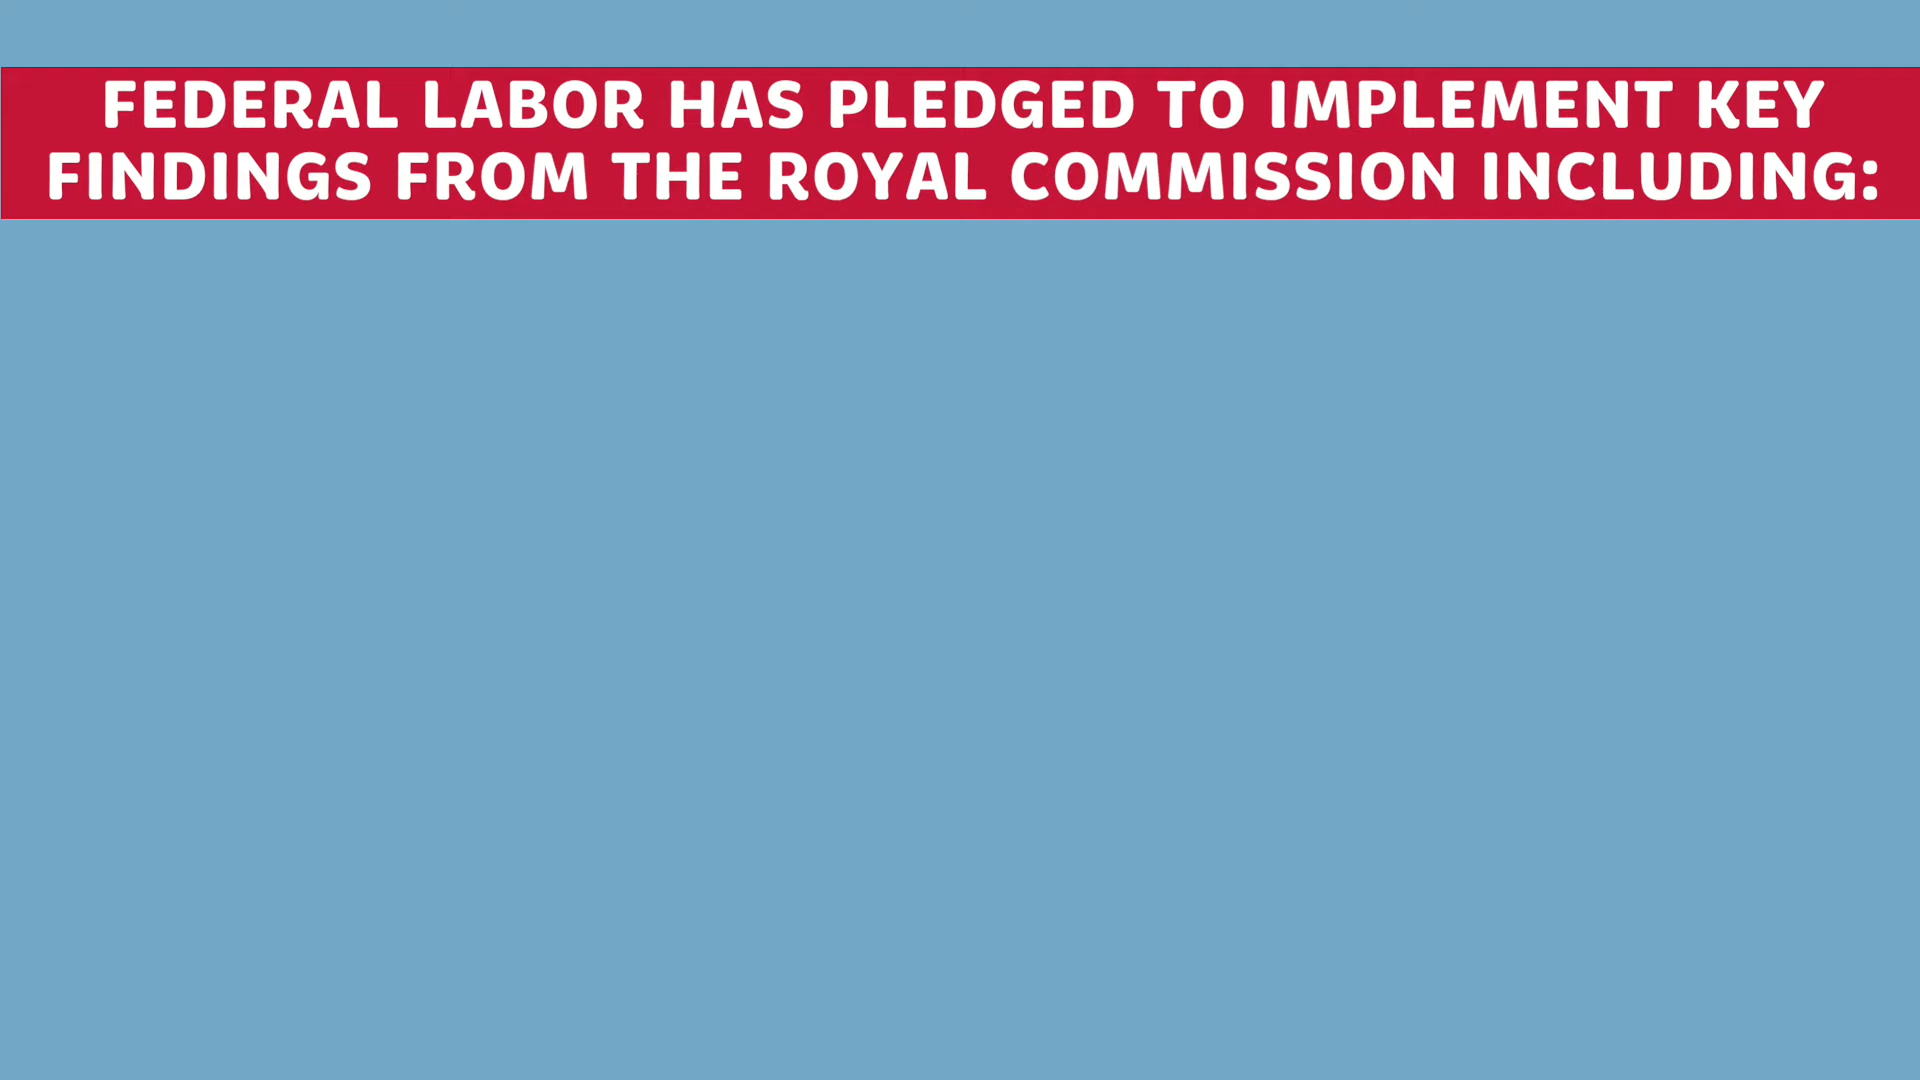 FEDERAL LABOR HAS PLEDGED TO IMPLEMENT KEY
FINDINGS FROM THE ROYAL COMMISSION INCLUDING: